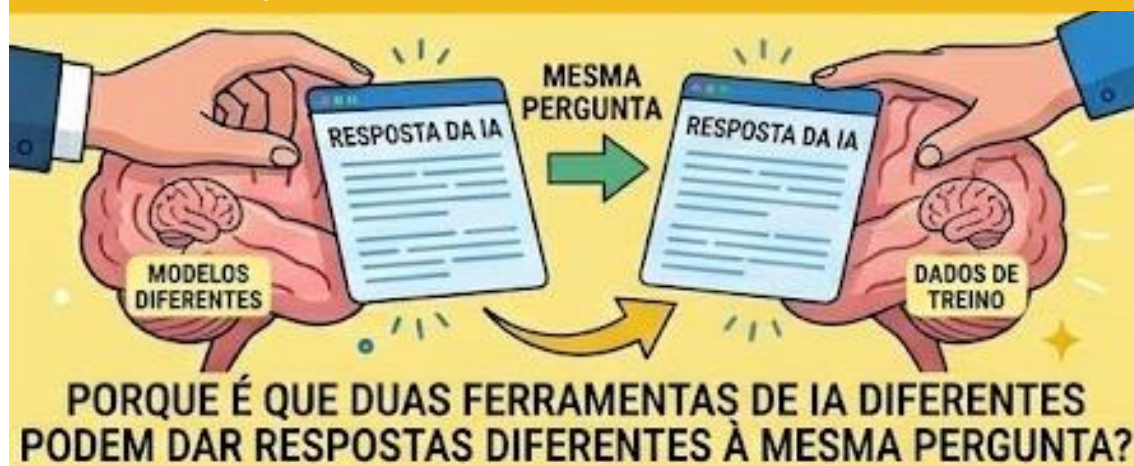 RESPOSTA DA IA
MODELOS
DIFERENTES
MESMA
PERGUNTA
RESPOSTA DA IA
DADOS DE
TREINO
PORQUE É QUE DUAS FERRAMENTAS DE IA DIFERENTES
PODEM DAR RESPOSTAS DIFERENTES À MESMA PERGUNTA?